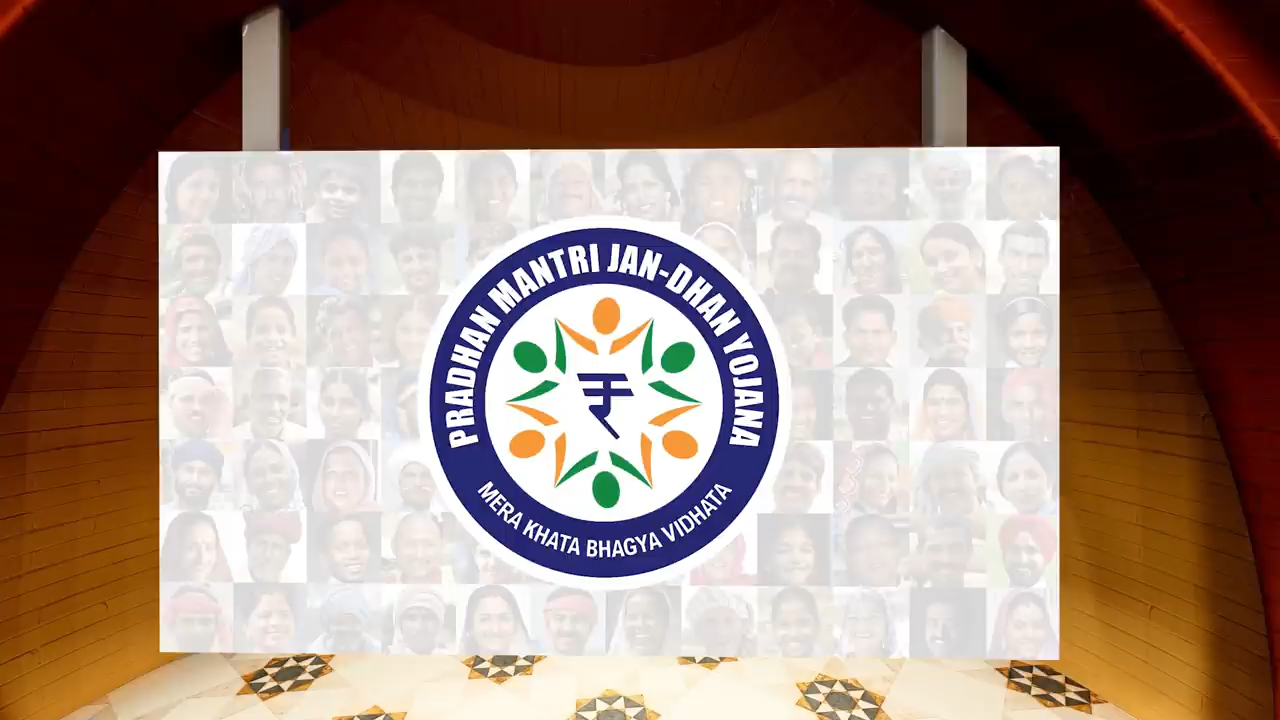 PRADHAN MANTRI JAN-DHAN YOJANA
₹
MERA KHATA BHAGYA VIDHATA